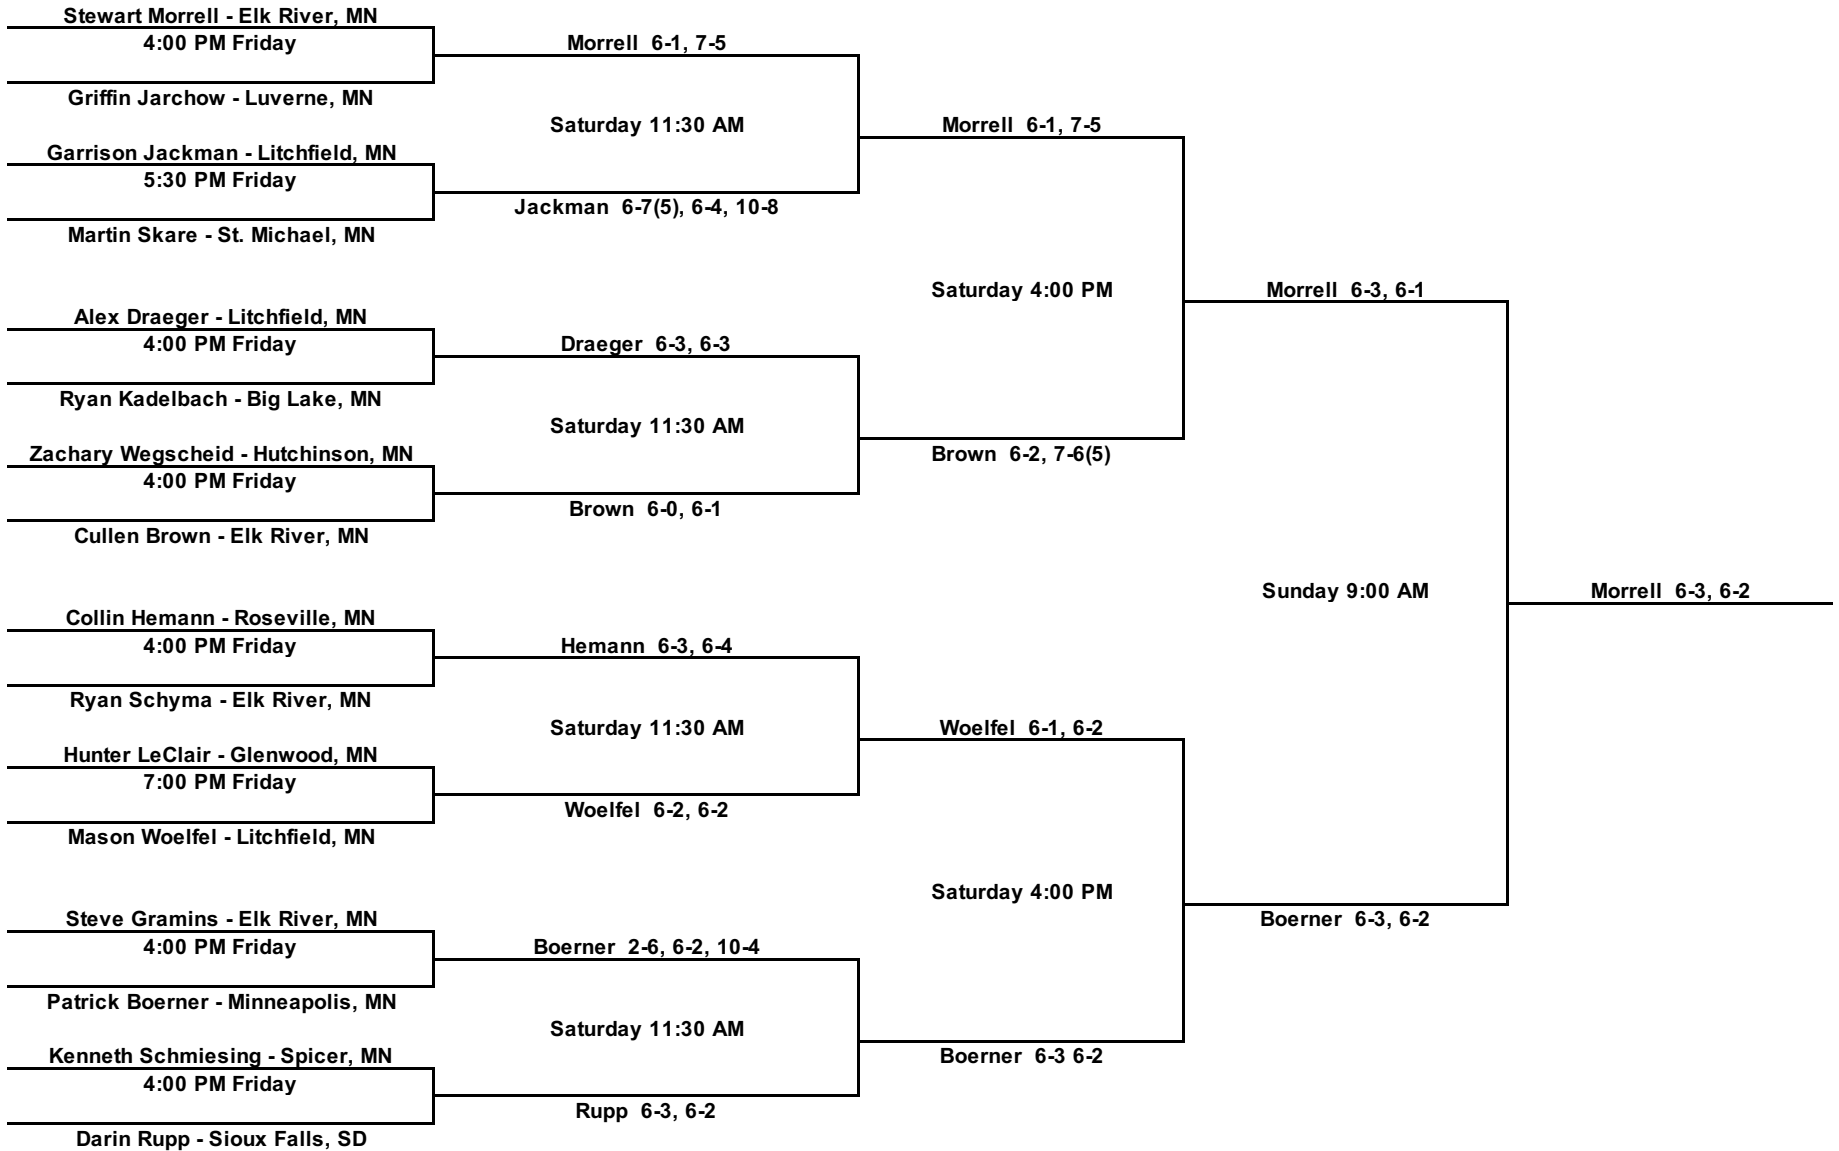 Stewart Morrell - Elk River, MN
4:00 PM Friday
Morrell 6-1, 7-5
Griffin Jarchow - Luverne, MN
Saturday 11:30 AM
Morrell 6-1, 7-5
Garrison Jackman - Litchfield, MN
5:30 PM Friday
Jackman 6-7(5), 6-4, 10-8
Martin Skare - St. Michael, MN
Saturday 4:00 PM
Morrell 6-3, 6-1
Alex Draeger - Litchfield, MN
4:00 PM Friday
Draeger 6-3, 6-3
Ryan Kadelbach - Big Lake, MN
Saturday 11:30 AM
Zachary Wegscheid - Hutchinson, MN
Brown 6-2, 7-6(5)
4:00 PM Friday
Brown 6-0, 6-1
Cullen Brown - Elk River, MN
Sunday 9:00 AM
Morrell 6-3, 6-2
Collin Hemann - Roseville, MN
4:00 PM Friday
Hemann 6-3, 6-4
Ryan Schyma - Elk River, MN
Saturday 11:30 AM
Woelfel 6-1, 6-2
Hunter LeClair - Glenwood, MN
7:00 PM Friday
Woelfel 6-2, 6-2
Mason Woelfel - Litchfield, MN
Saturday 4:00 PM
Steve Gramins - Elk River, MN
Boerner 6-3, 6-2
4:00 PM Friday
Boerner 2-6, 6-2, 10-4
Patrick Boerner - Minneapolis, MN
Saturday 11:30 AM
Kenneth Schmiesing - Spicer, MN
Boerner 6-3 6-2
4:00 PM Friday
Rupp 6-3, 6-2
Darin Rupp - Sioux Falls, SD